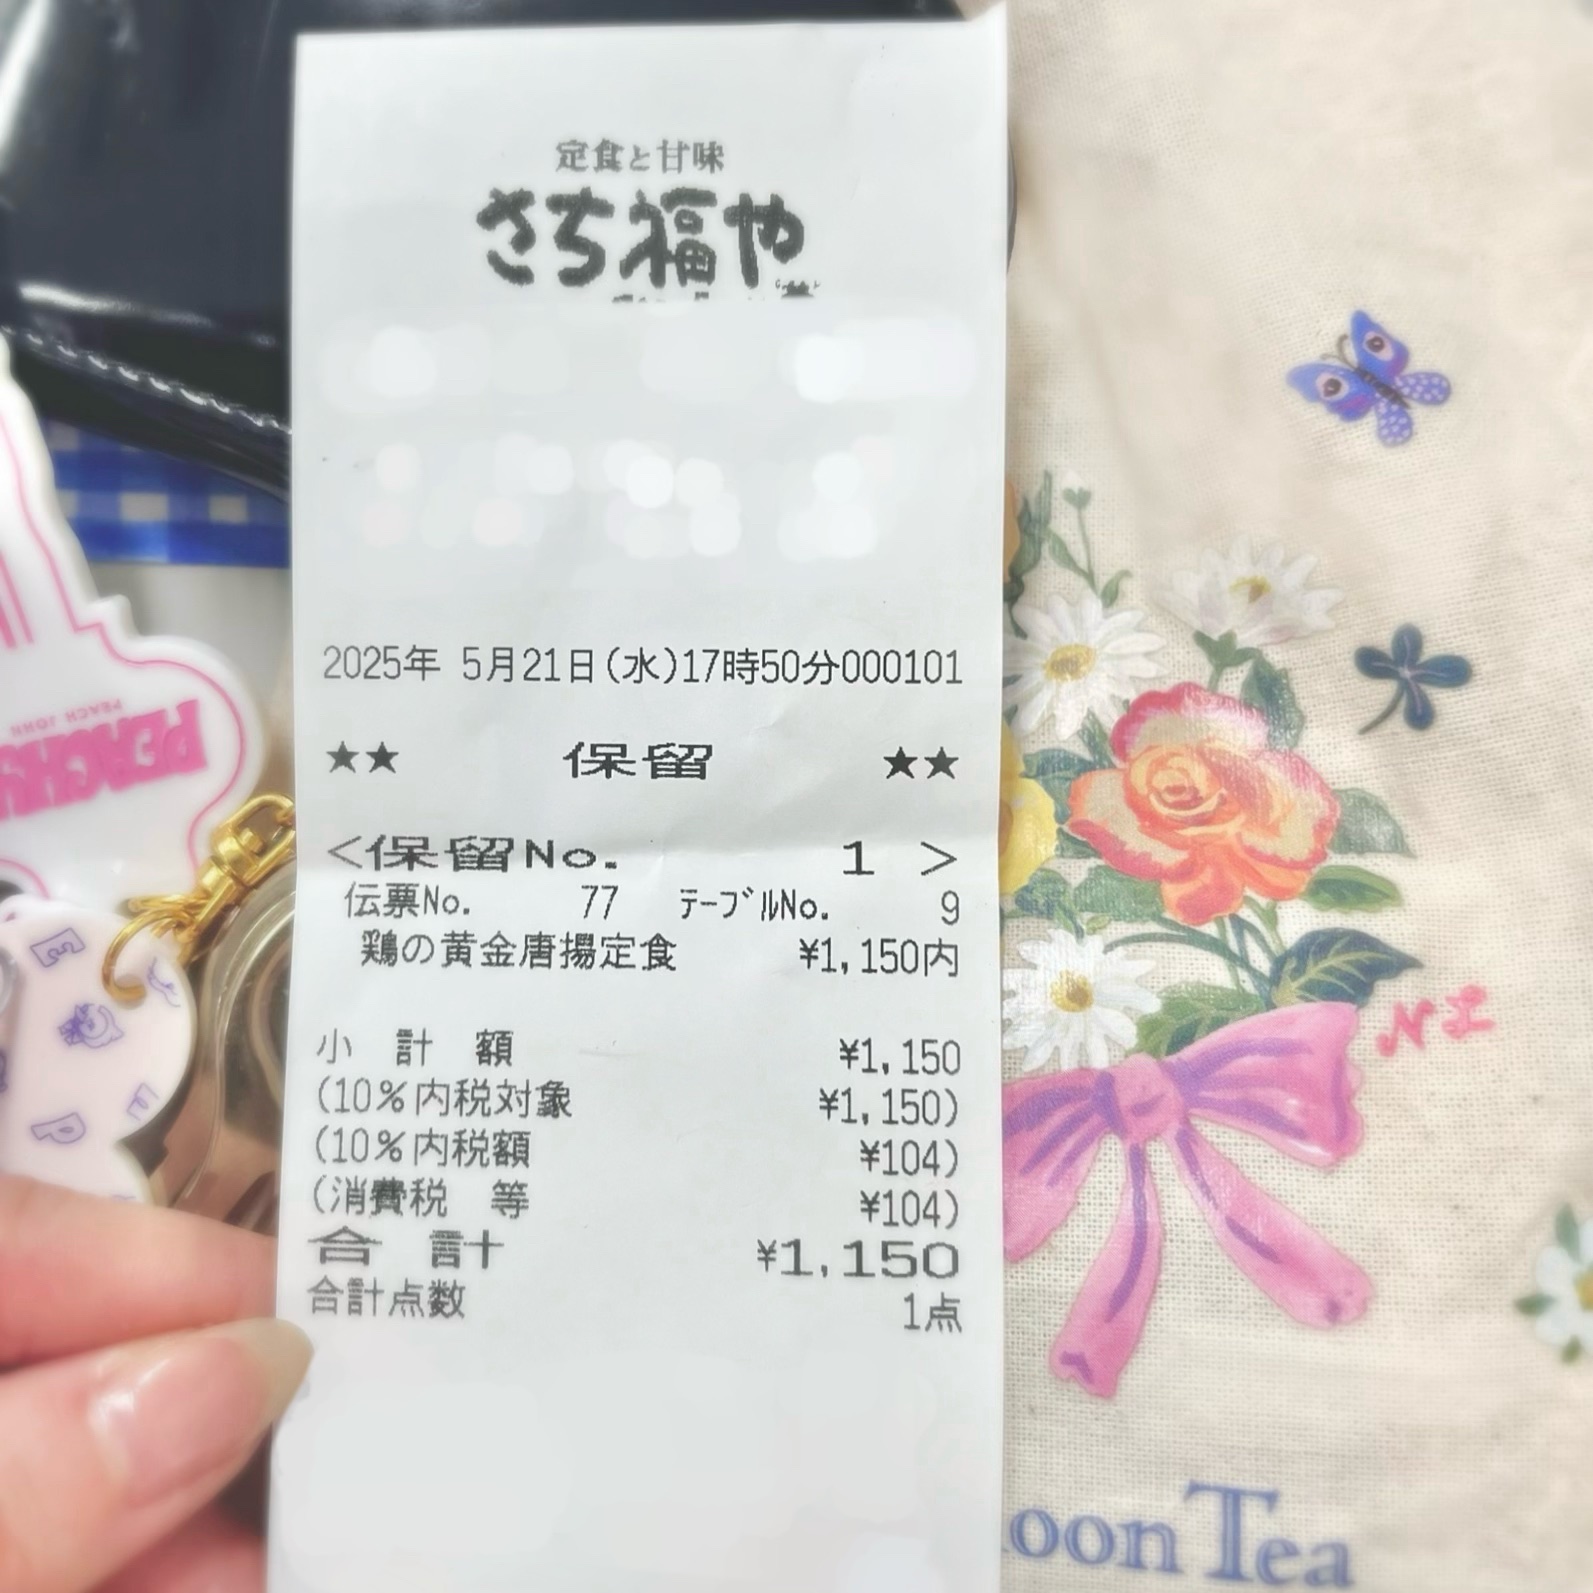 定食と甘味
さち福や
2025年 5月21日(水)17時50分000101
★★ 保留 ★★
<保留No. 1 >
伝票No. 77 ﾃｰﾌﾞﾙNo. 9
鶏の黄金唐揚定食 ¥1,150内
小 計 額 ¥1,150
(10%内税対象 ¥1,150)
(10%内税額 ¥104)
(消費税 等 ¥104)
合 計 ¥1,150
合計点数 1点
PEACH JOHN
N L
oon Tea
E
P
E